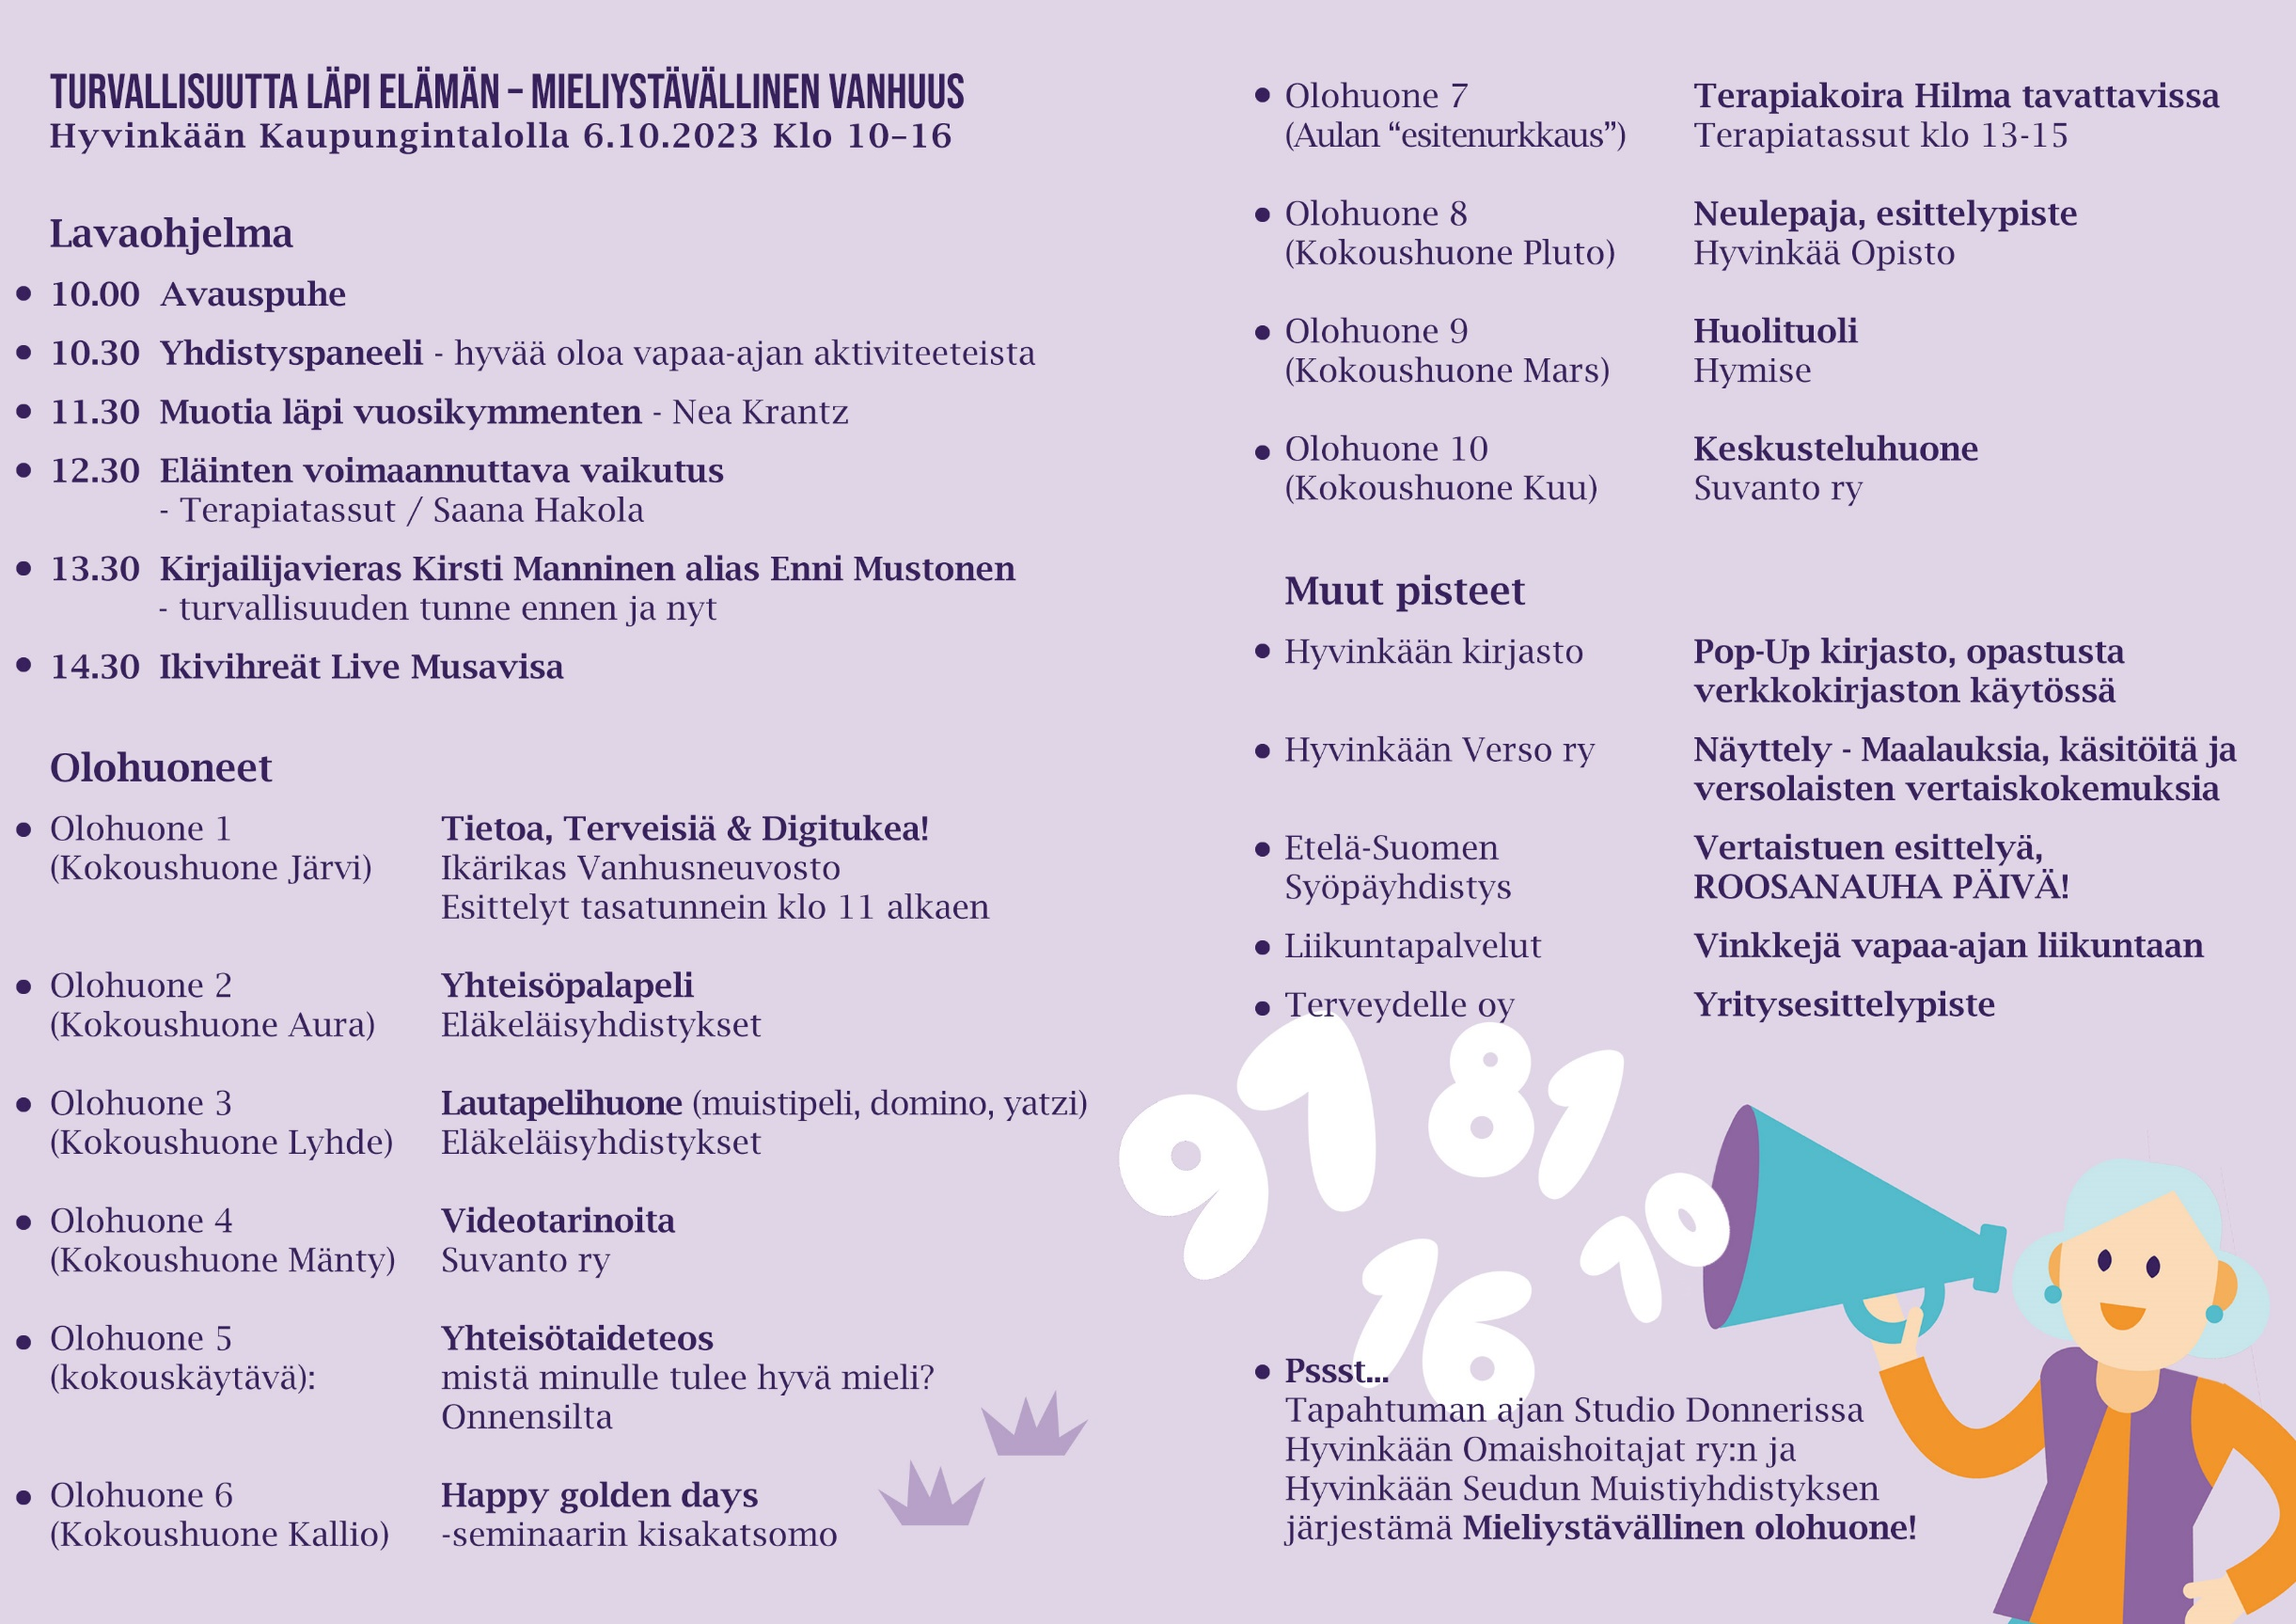 TURVALLISUUTTA LÄPI ELÄMÄN – MIELIYSTÄVÄLLINEN VANHUUS
Hyvinkään Kaupungintalolla 6.10.2023 Klo 10–16
Lavaohjelma
• 10.00 Avauspuhe
• 10.30 Yhdistyspaneeli - hyvää oloa vapaa-ajan aktiviteeteista
• 11.30 Muotia läpi vuosikymmenten - Nea Krantz
• 12.30 Eläinten voimaannuttava vaikutus
- Terapiatassut / Saana Hakola
• 13.30 Kirjailijavieras Kirsti Manninen alias Enni Mustonen
- turvallisuuden tunne ennen ja nyt
• 14.30 Ikivihreät Live Musavisa
Olohuoneet
• Olohuone 1 Tietoa, Terveisiä & Digitukea!
(Kokoushuone Järvi) Ikärikas Vanhusneuvosto
Esittelyt tasatunnein klo 11 alkaen
• Olohuone 2 Yhteisöpalapeli
(Kokoushuone Aura) Eläkeläisyhdistykset
• Olohuone 3 Lautapelihuone (muistipeli, domino, yatzi)
(Kokoushuone Lyhde) Eläkeläisyhdistykset
• Olohuone 4 Videotarinoita
(Kokoushuone Mänty) Suvanto ry
• Olohuone 5 Yhteisötaideteos
(kokouskäytävä): mistä minulle tulee hyvä mieli?
Onnensilta
• Olohuone 6 Happy golden days
(Kokoushuone Kallio) -seminaarin kisakatsomo
• Olohuone 7 Terapiakoira Hilma tavattavissa
(Aulan “esitenurkkaus”) Terapiatassut klo 13-15
• Olohuone 8 Neulepaja, esittelypiste
(Kokoushuone Pluto) Hyvinkää Opisto
• Olohuone 9 Huolituoli
(Kokoushuone Mars) Hymise
• Olohuone 10 Keskusteluhuone
(Kokoushuone Kuu) Suvanto ry
Muut pisteet
• Hyvinkään kirjasto Pop-Up kirjasto, opastusta
verkkokirjaston käytössä
• Hyvinkään Verso ry Näyttely - Maalauksia, käsitöitä ja
versolaisten vertaiskokemuksia
• Etelä-Suomen Vertaistuen esittelyä,
Syöpäyhdistys ROOSANAUHA PÄIVÄ!
• Liikuntapalvelut Vinkkejä vapaa-ajan liikuntaan
• Terveydelle oy Yritysesittelypiste
91 81
16 70
• Pssst...
Tapahtuman ajan Studio Donnerissa
Hyvinkään Omaishoitajat ry:n ja
Hyvinkään Seudun Muistiyhdistyksen
järjestämä Mieliystävällinen olohuone!